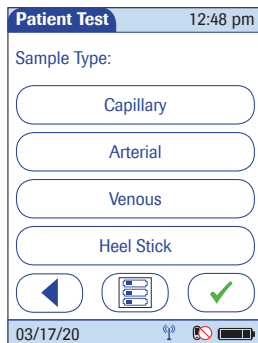 Patient Test 12:48 pm
Sample Type:
Capillary
Arterial
Venous
Heel Stick
03/17/20